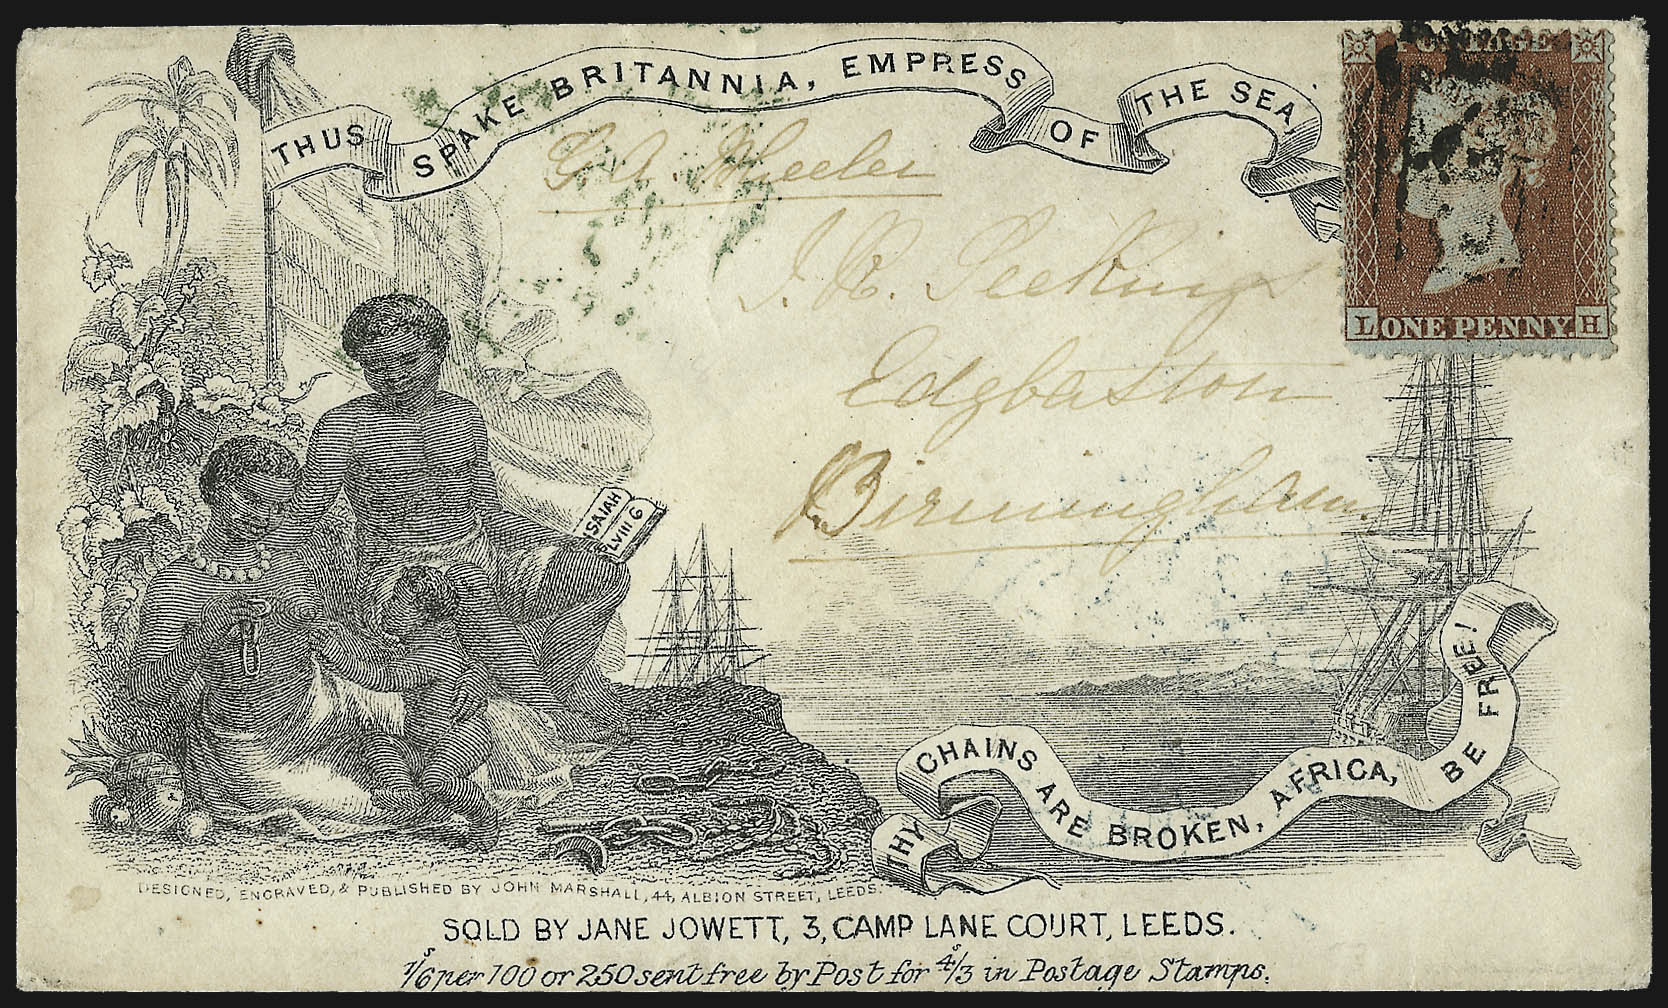 THUS SPAKE BRITANNIA, EMPRESS OF THE SEA,
POSTAGE
G. A. Wheeler
J. R. Seekings
Edgbaston
Birmingham.
L ONE PENNY. H
ISAIAH
LVIII 6
THY CHAINS ARE BROKEN, AFRICA, BE FREE!
DESIGNED, ENGRAVED, & PUBLISHED BY JOHN MARSHALL, 44, ALBION STREET, LEEDS.
SOLD BY JANE JOWETT, 3, CAMP LANE COURT, LEEDS.
1/6 per 100 or 250 sent free by Post for 4/3 in Postage Stamps.